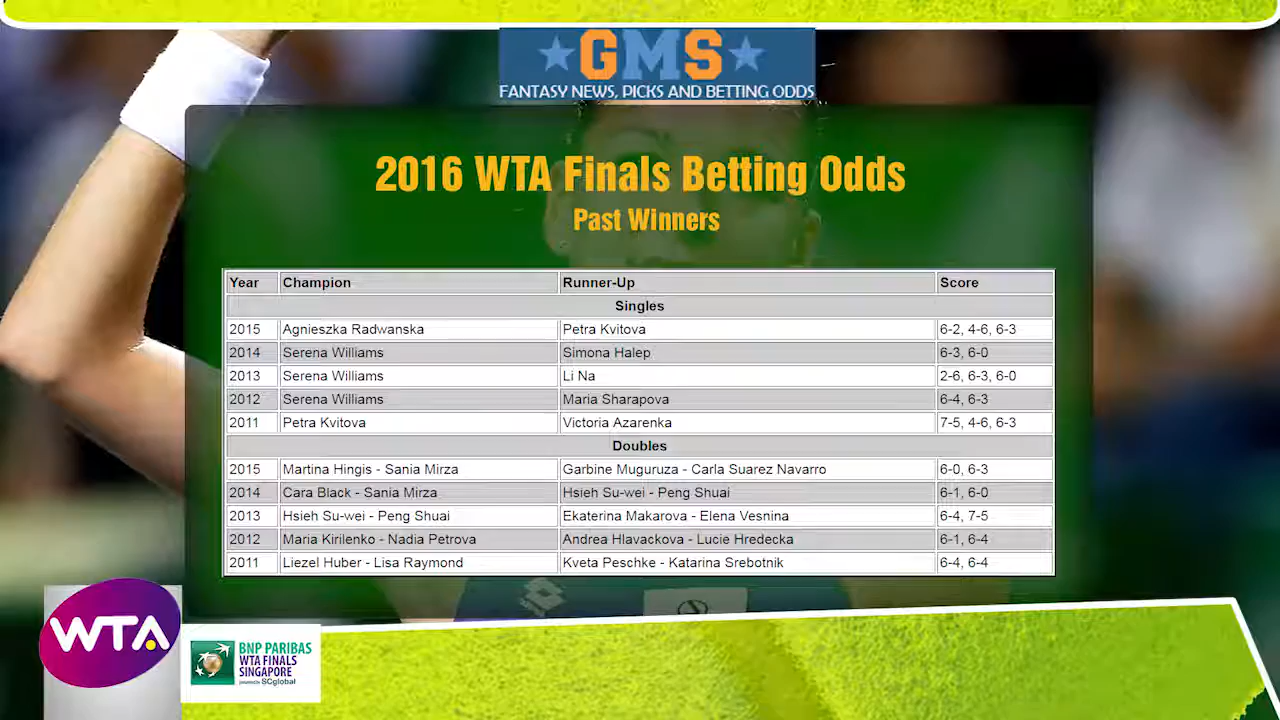 GMS
FANTASY NEWS, PICKS AND BETTING ODDS
2016 WTA Finals Betting Odds
Past Winners
Year Champion Runner-Up Score
Singles
2015 Agnieszka Radwanska Petra Kvitova 6-2, 4-6, 6-3
2014 Serena Williams Simona Halep 6-3, 6-0
2013 Serena Williams Li Na 2-6, 6-3, 6-0
2012 Serena Williams Maria Sharapova 6-4, 6-3
2011 Petra Kvitova Victoria Azarenka 7-5, 4-6, 6-3
Doubles
2015 Martina Hingis - Sania Mirza Garbine Muguruza - Carla Suarez Navarro 6-0, 6-3
2014 Cara Black - Sania Mirza Hsieh Su-wei - Peng Shuai 6-1, 6-0
2013 Hsieh Su-wei - Peng Shuai Ekaterina Makarova - Elena Vesnina 6-4, 7-5
2012 Maria Kirilenko - Nadia Petrova Andrea Hlavackova - Lucie Hredecka 6-1, 6-4
2011 Liezel Huber - Lisa Raymond Kveta Peschke - Katarina Srebotnik 6-4, 6-4
WTA
BNP PARIBAS
WTA FINALS
SINGAPORE
presented by SCglobal